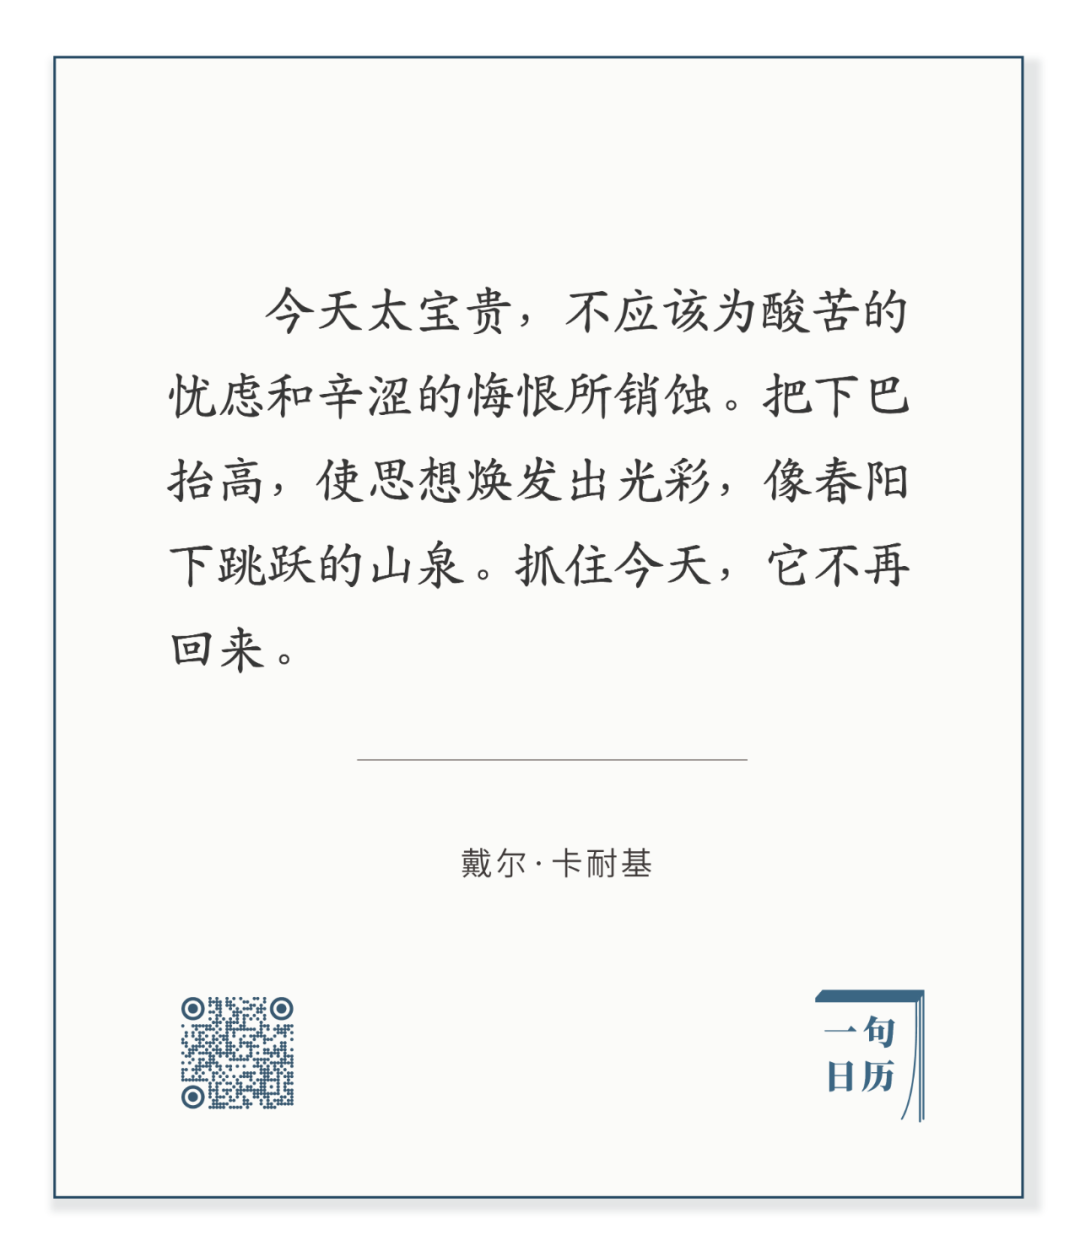 今天太宝贵，不应该为酸苦的
忧虑和辛涩的悔恨所销蚀。把下巴
抬高，使思想焕发出光彩，像春阳
下跳跃的山泉。抓住今天，它不再
回来。
戴尔·卡耐基
一句
日历